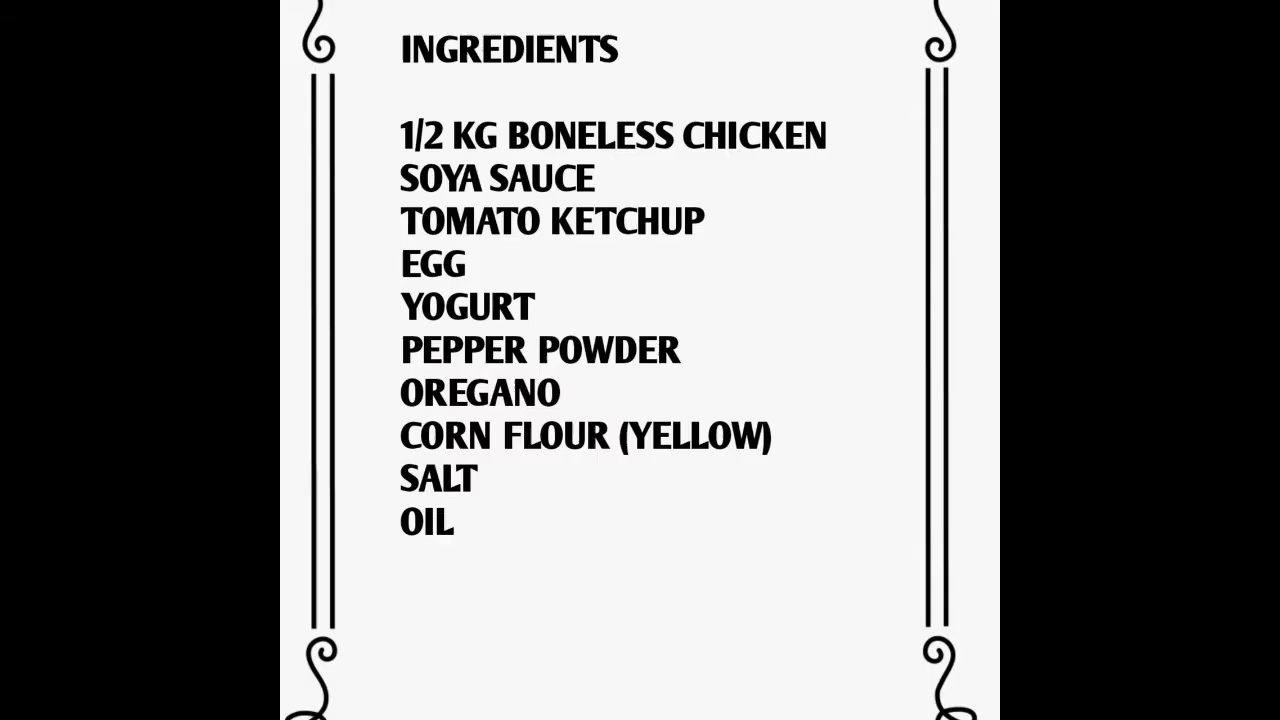 INGREDIENTS
1/2 KG BONELESS CHICKEN
SOYA SAUCE
TOMATO KETCHUP
EGG
YOGURT
PEPPER POWDER
OREGANO
CORN FLOUR (YELLOW)
SALT
OIL